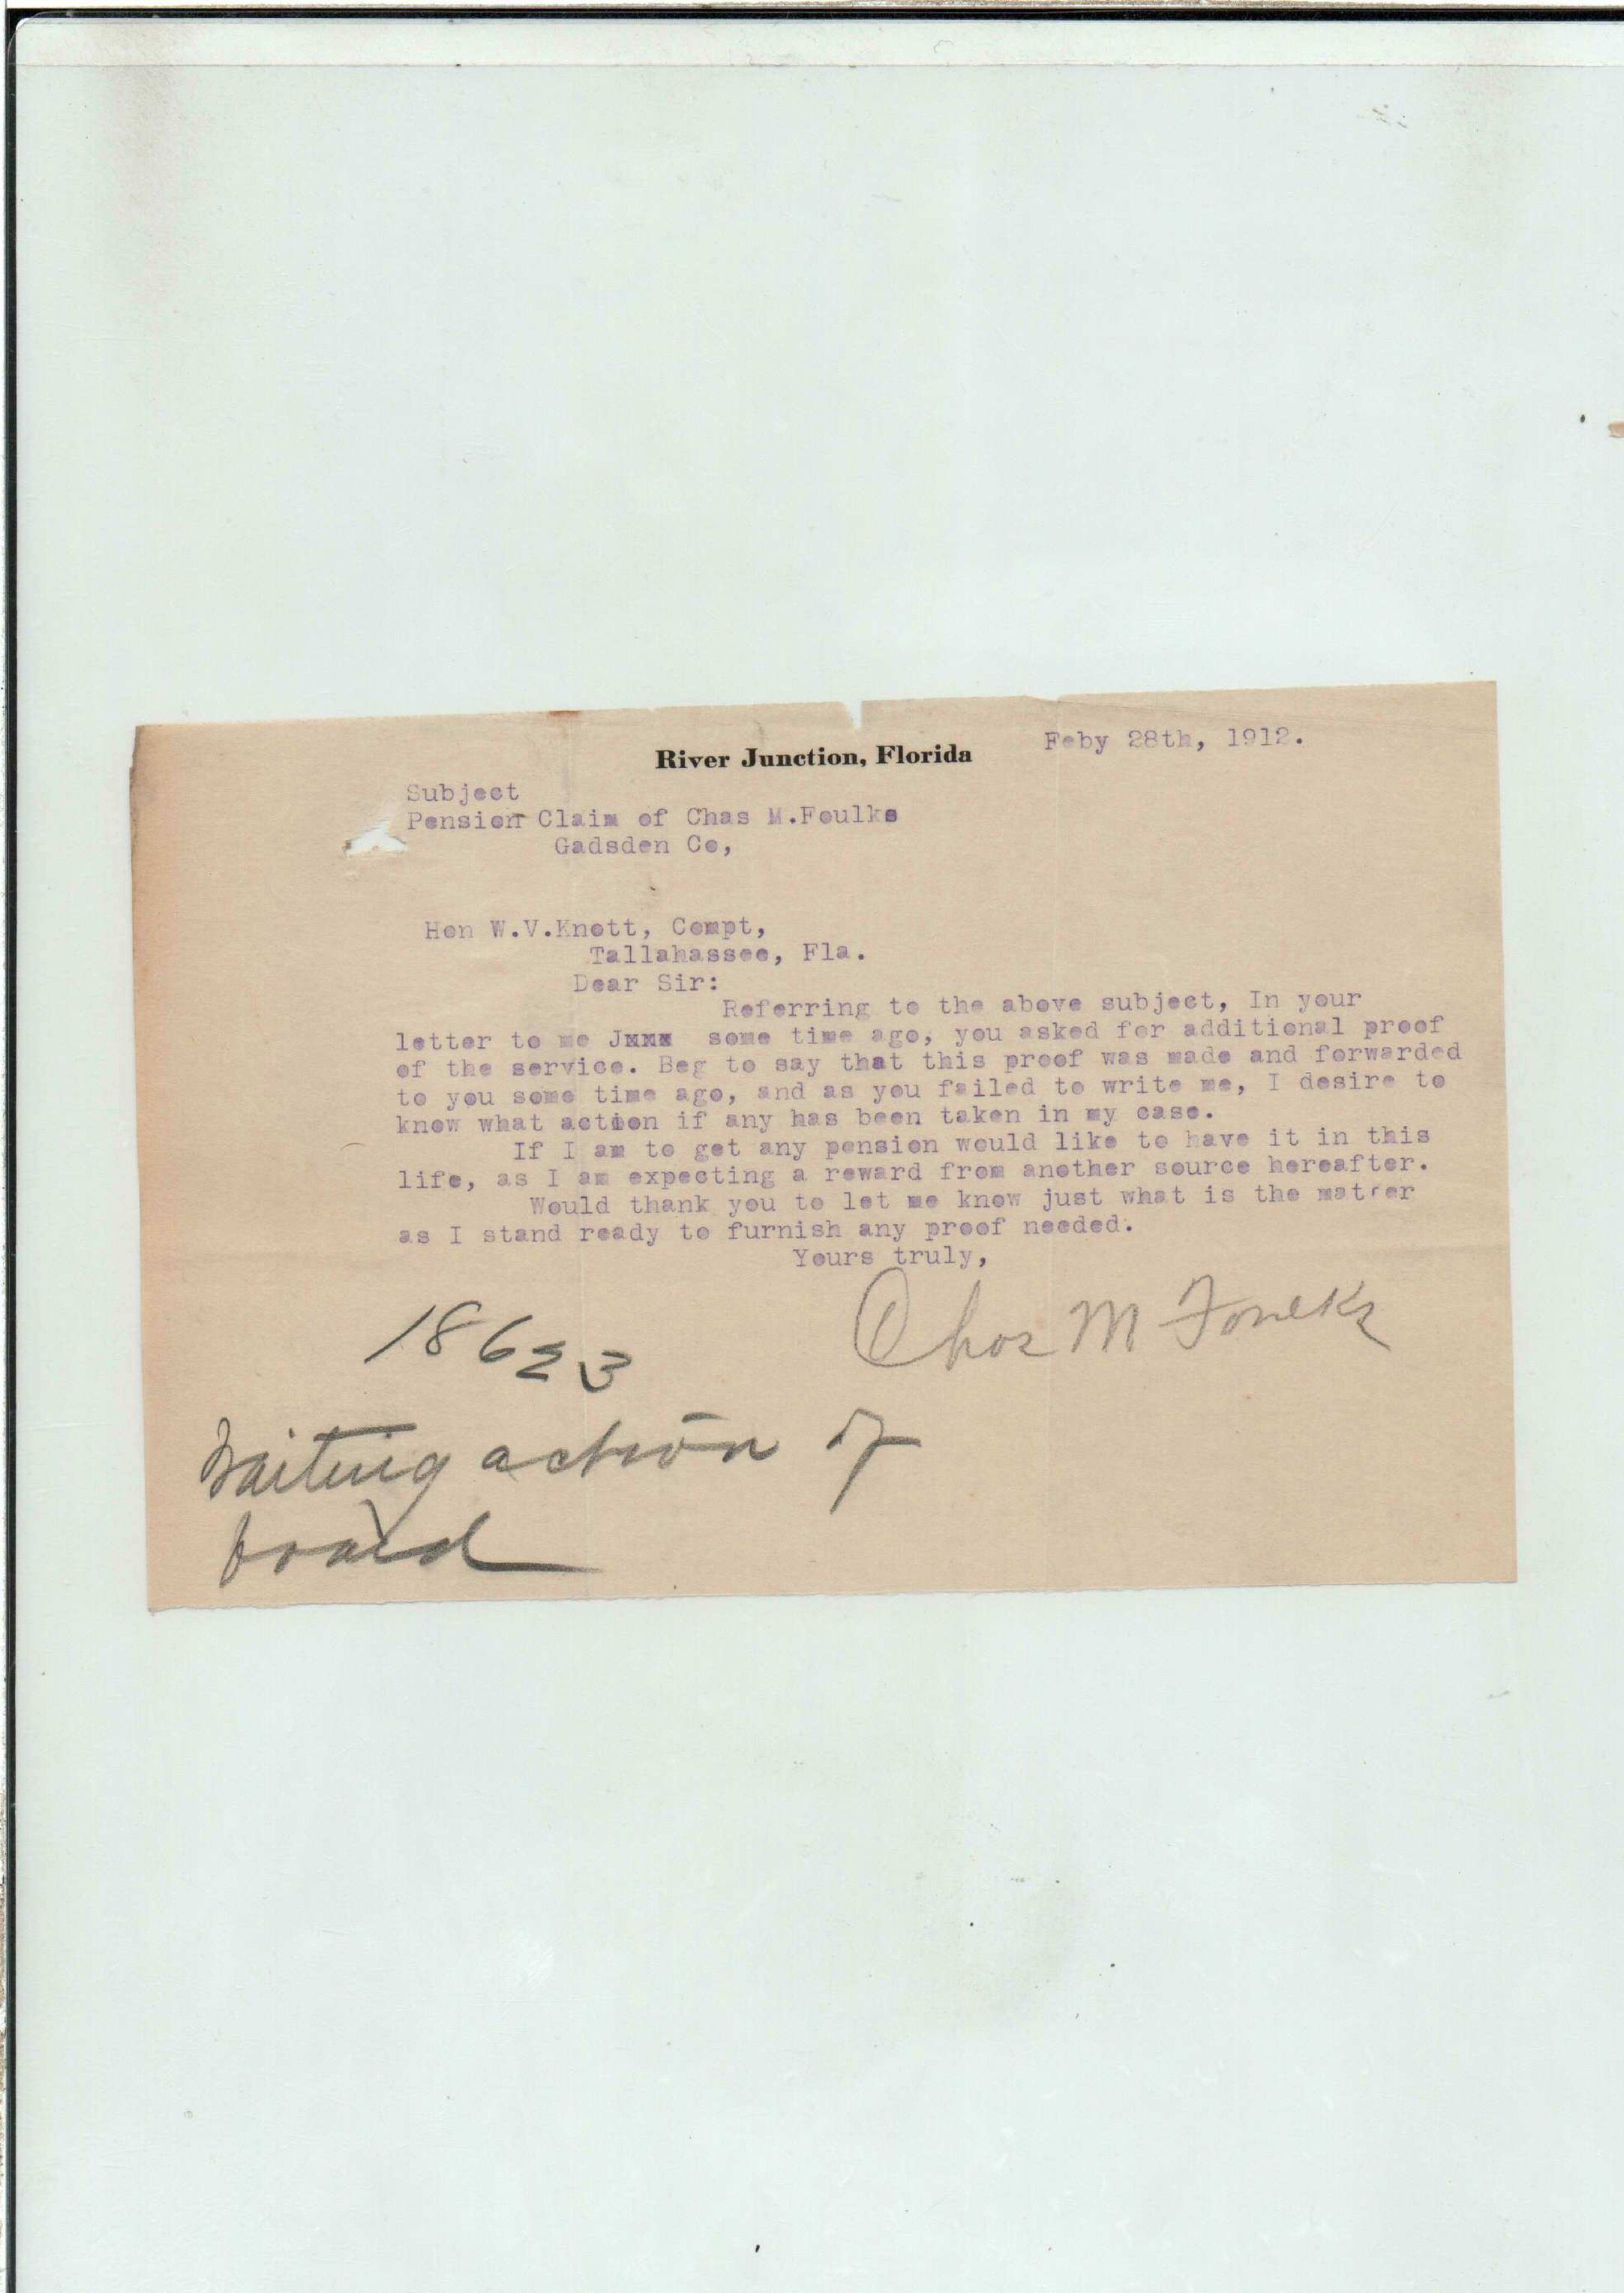 River Junction, Florida
Feby 28th, 1912.
Subject
Pension Claim of Chas M.Foulks
Gadsden Co,
Hon W.V.Knott, Compt,
Tallahassee, Fla.
Dear Sir:
Referring to the above subject, In your
letter to me Jxxx some time ago, you asked for additional proof
of the service. Beg to say that this proof was made and forwarded
to you some time ago, and as you failed to write me, I desire to
know what action if any has been taken in my case.
If I am to get any pension would like to have it in this
life, as I am expecting a reward from another source hereafter.
Would thank you to let me know just what is the matter
as I stand ready to furnish any proof needed.
Yours truly,
Chas M Foulks
18623
Waiting action of
board